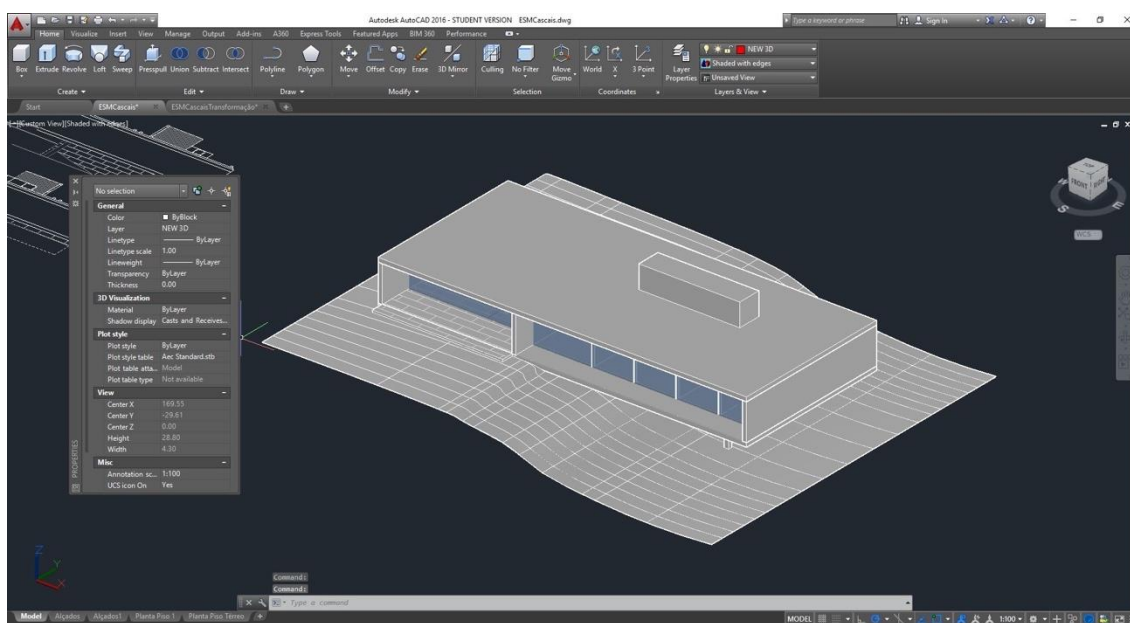 Autodesk AutoCAD 2016 - STUDENT VERSION ESMCascais.dwg
Type a keyword or phrase
Sign In
Home Visualize Insert View Manage Output Add-ins A360 Express Tools Featured Apps BIM 360 Performance
Box Extrude Revolve Loft Sweep Presspull Union Subtract Intersect Polyline Polygon Move Offset Copy Erase 3D Mirror Culling No Filter Move Gizmo World X 3 Point Layer Properties
NEW 3D
Shaded with edges
Unsaved View
Create Edit Draw Modify Selection Coordinates Layers & View
Start ESMCascais* ESMCascaisTransformação*
[Custom View][Shaded with edges]
No selection
General
Color ByBlock
Layer NEW 3D
Linetype ByLayer
Linetype scale 1.00
Lineweight ByLayer
Transparency ByLayer
Thickness 0.00
3D Visualization
Material ByLayer
Shadow display Casts and Receives...
Plot style
Plot style ByLayer
Plot style table Aec Standard.stb
Plot table atta... Model
Plot table type Not available
View
Center X 169.55
Center Y -29.61
Center Z 0.00
Height 28.80
Width 4.30
Misc
Annotation sc... 1:100
UCS icon On Yes
PROPERTIES
TOP
FRONT RIGHT
S E
WCS
Z
Y
X
Command:
Command:
Type a command
Model Alçados Alçados1 Planta Piso 1 Planta Piso Térreo
MODEL 1:100